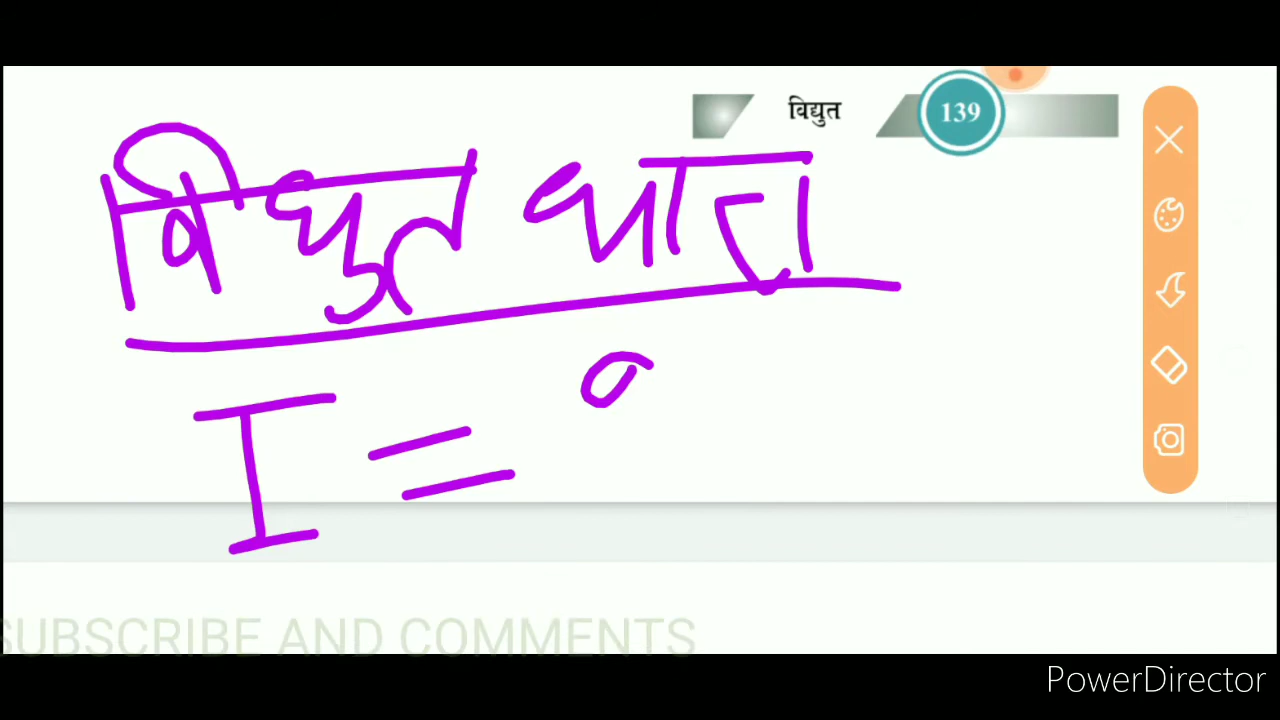 विद्युत 139
विधुत धारा
I =
SUBSCRIBE AND COMMENTS
PowerDirector